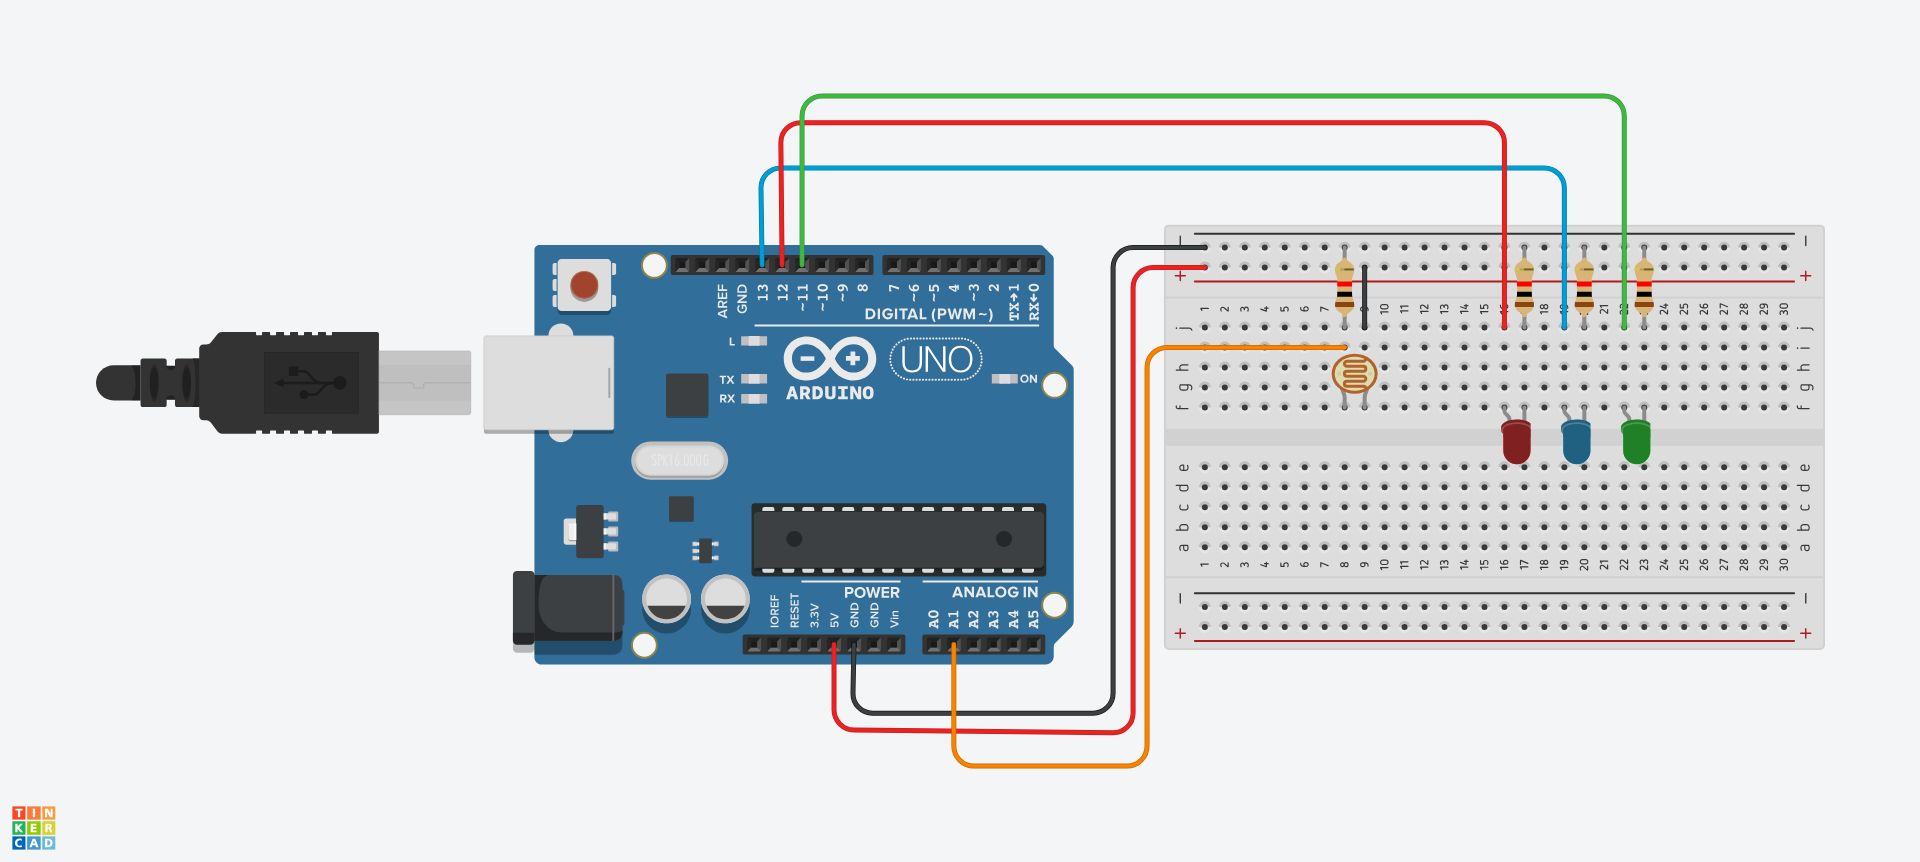 AREF
GND
13
12
~11
~10
~9
8
7
~6
~5
4
~3
2
TX→1
RX←0
DIGITAL (PWM~)
L
TX
RX
ARDUINO
UNO
ON
SPK16.000G
POWER
ANALOG IN
IOREF
RESET
3.3V
5V
GND
GND
Vin
A0
A1
A2
A3
A4
A5
− −
+ +
1 2 3 4 5 6 7 8 9 10 11 12 13 14 15 16 17 18 19 20 21 22 23 24 25 26 27 28 29 30
j j
i i
h h
g g
f f
e e
d d
c c
b b
a a
1 2 3 4 5 6 7 8 9 10 11 12 13 14 15 16 17 18 19 20 21 22 23 24 25 26 27 28 29 30
− −
+ +
TIN
KER
CAD